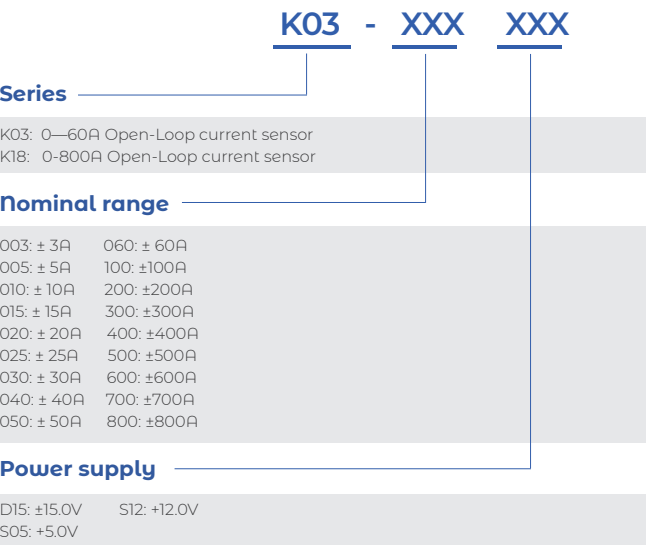 K03 - XXX XXX
Series
K03: 0—60A Open-Loop current sensor
K18: 0-800A Open-Loop current sensor
Nominal range
003: ± 3A 060: ± 60A
005: ± 5A 100: ±100A
010: ± 10A 200: ±200A
015: ± 15A 300: ±300A
020: ± 20A 400: ±400A
025: ± 25A 500: ±500A
030: ± 30A 600: ±600A
040: ± 40A 700: ±700A
050: ± 50A 800: ±800A
Power supply
D15: ±15.0V S12: +12.0V
S05: +5.0V